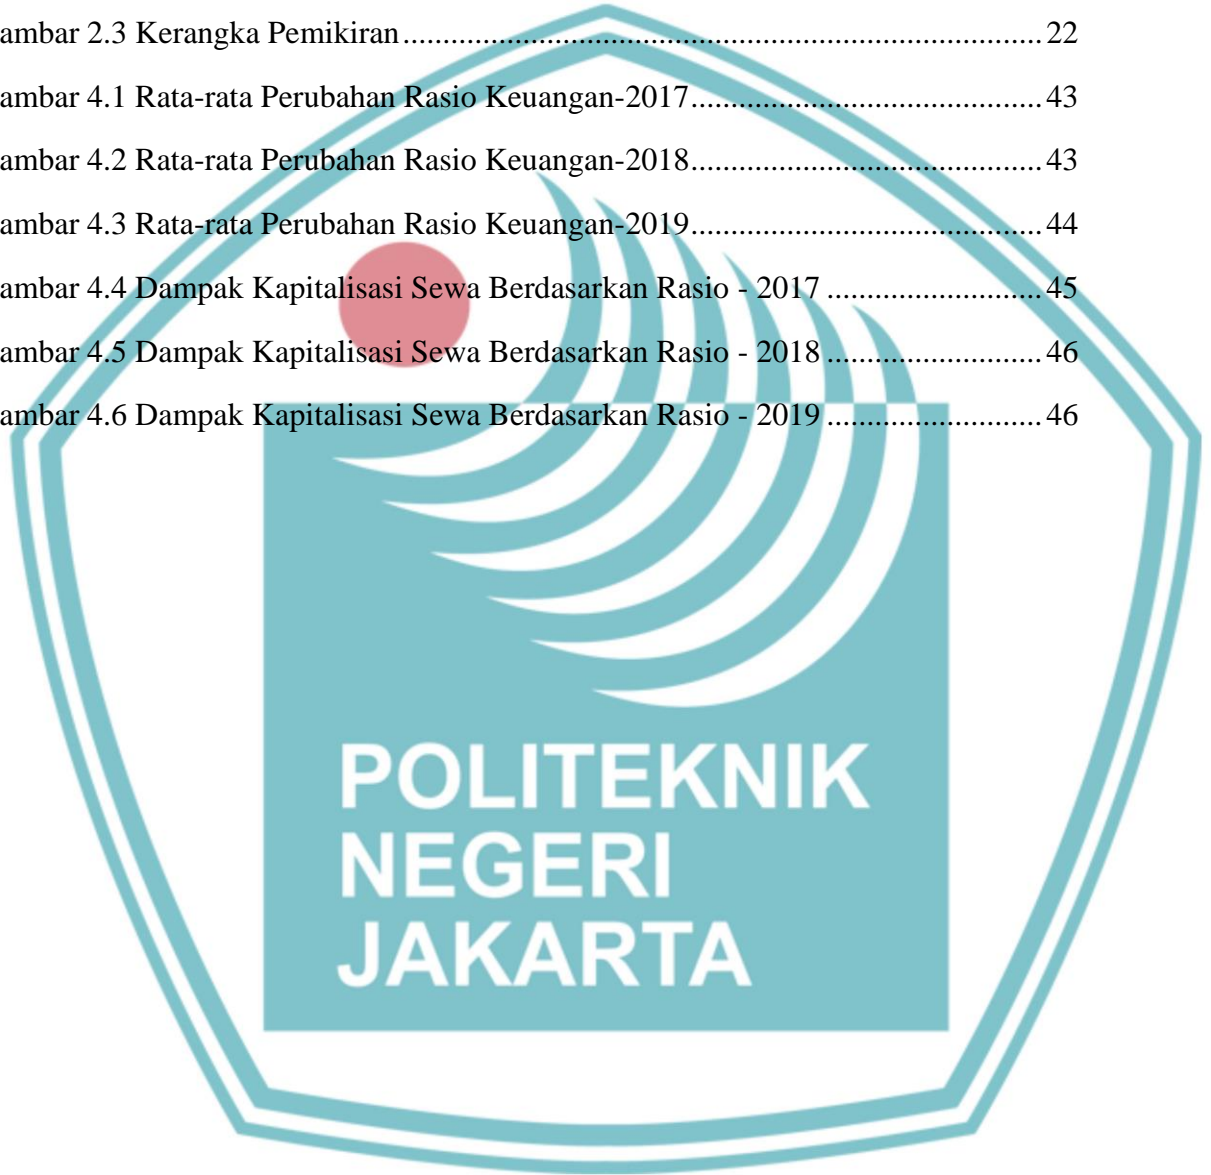 ambar 2.3 Kerangka Pemikiran................................................................................ 22
ambar 4.1 Rata-rata Perubahan Rasio Keuangan-2017............................................ 43
ambar 4.2 Rata-rata Perubahan Rasio Keuangan-2018............................................ 43
ambar 4.3 Rata-rata Perubahan Rasio Keuangan-2019............................................ 44
ambar 4.4 Dampak Kapitalisasi Sewa Berdasarkan Rasio - 2017 ........................... 45
ambar 4.5 Dampak Kapitalisasi Sewa Berdasarkan Rasio - 2018 ........................... 46
ambar 4.6 Dampak Kapitalisasi Sewa Berdasarkan Rasio - 2019 ........................... 46
POLITEKNIK
NEGERI
JAKARTA